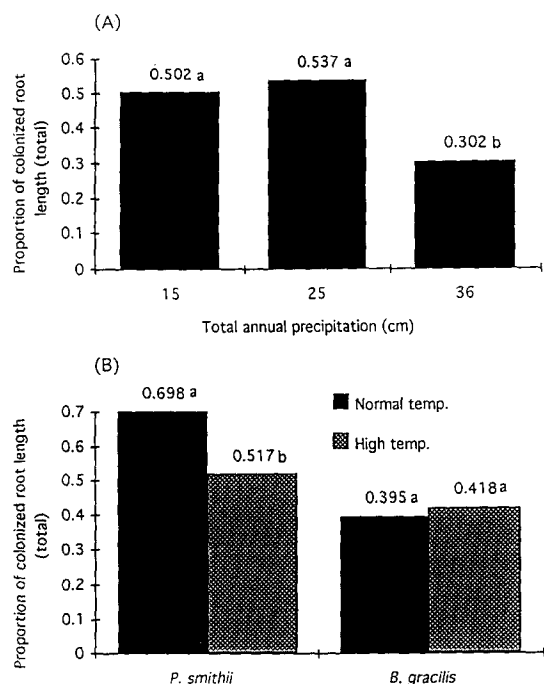 (A)
Proportion of colonized root
length (total)
0.6
0.5
0.4
0.3
0.2
0.1
0
0.502 a
0.537 a
0.302 b
15
25
36
Total annual precipitation (cm)
(B)
Proportion of colonized root length
(total)
0.7
0.6
0.5
0.4
0.3
0.2
0.1
0
0.698 a
0.517 b
0.395 a
0.418 a
Normal temp.
High temp.
P. smithii
B. gracilis